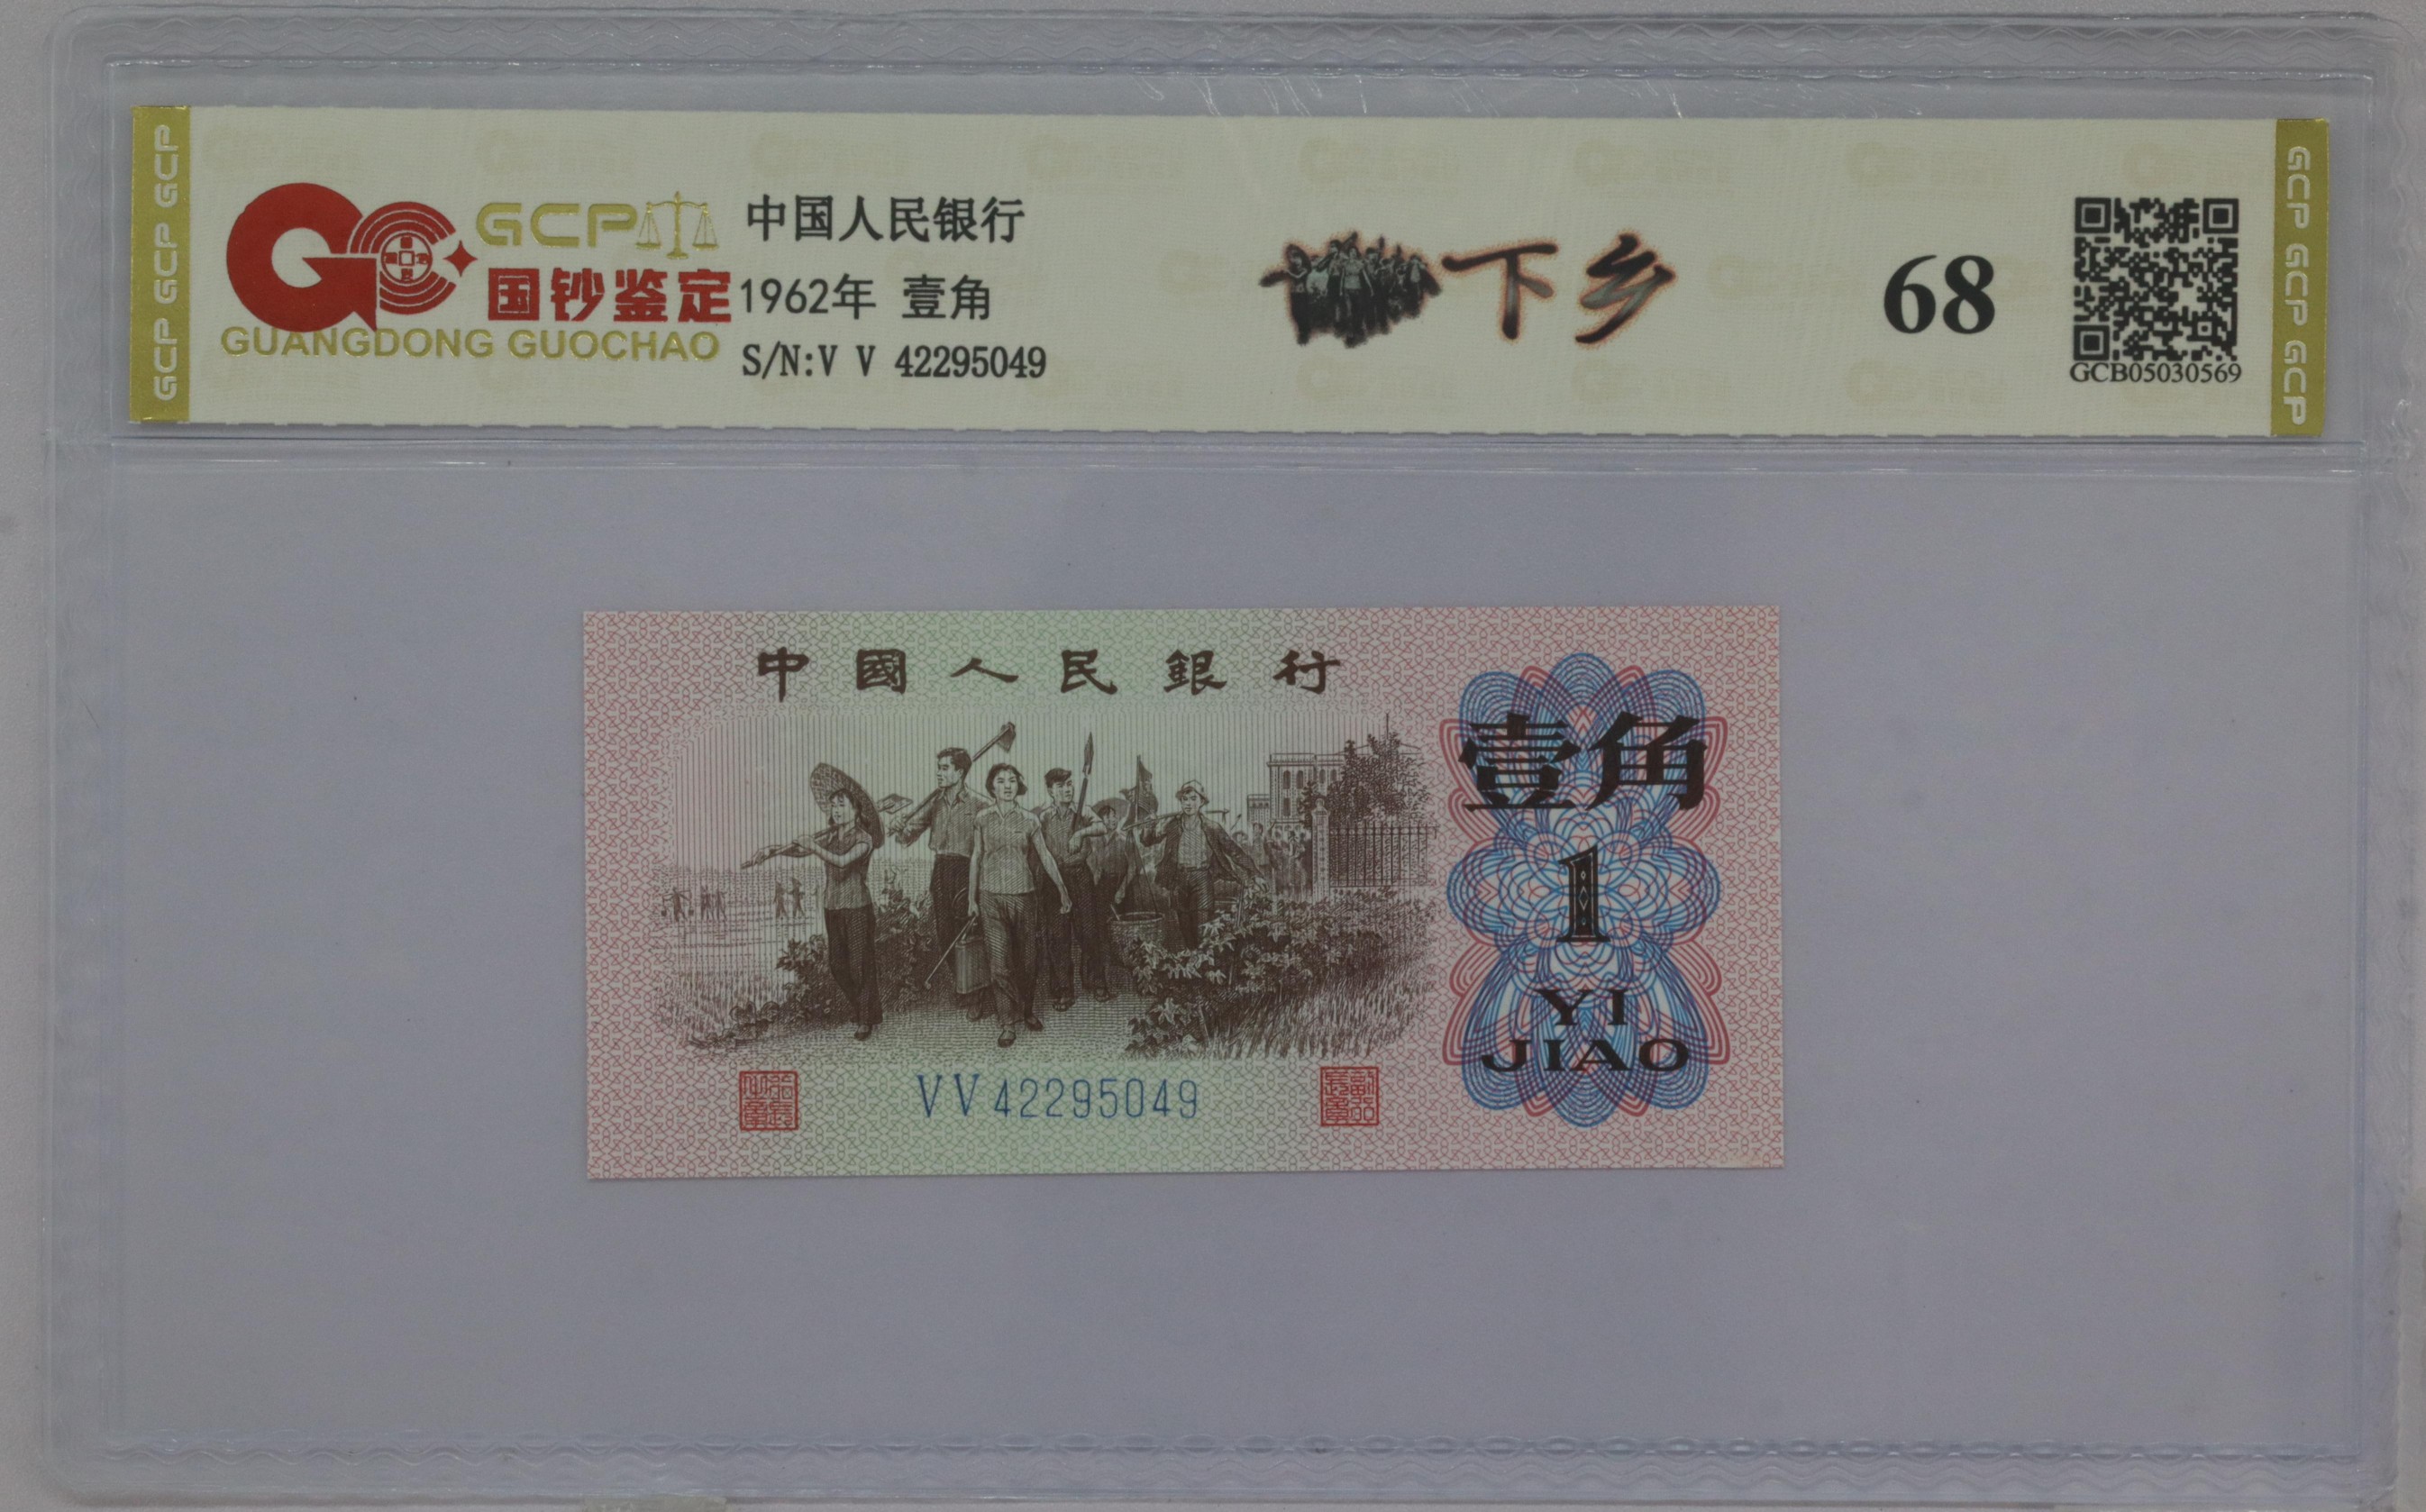 GCP GCP GCP
GCP
国钞鉴定
GUANGDONG GUOCHAO
中国人民银行
1962年 壹角
S/N:V V 42295049
下乡
68
GCB05030569
GCP GCP GCP
中國人民銀行
壹角
1
YI
JIAO
VV42295049